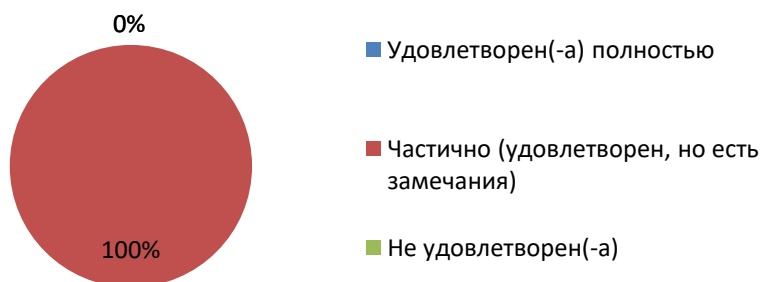 0%
Удовлетворен(-а) полностью
Частично (удовлетворен, но есть
замечания)
100%
Не удовлетворен(-а)